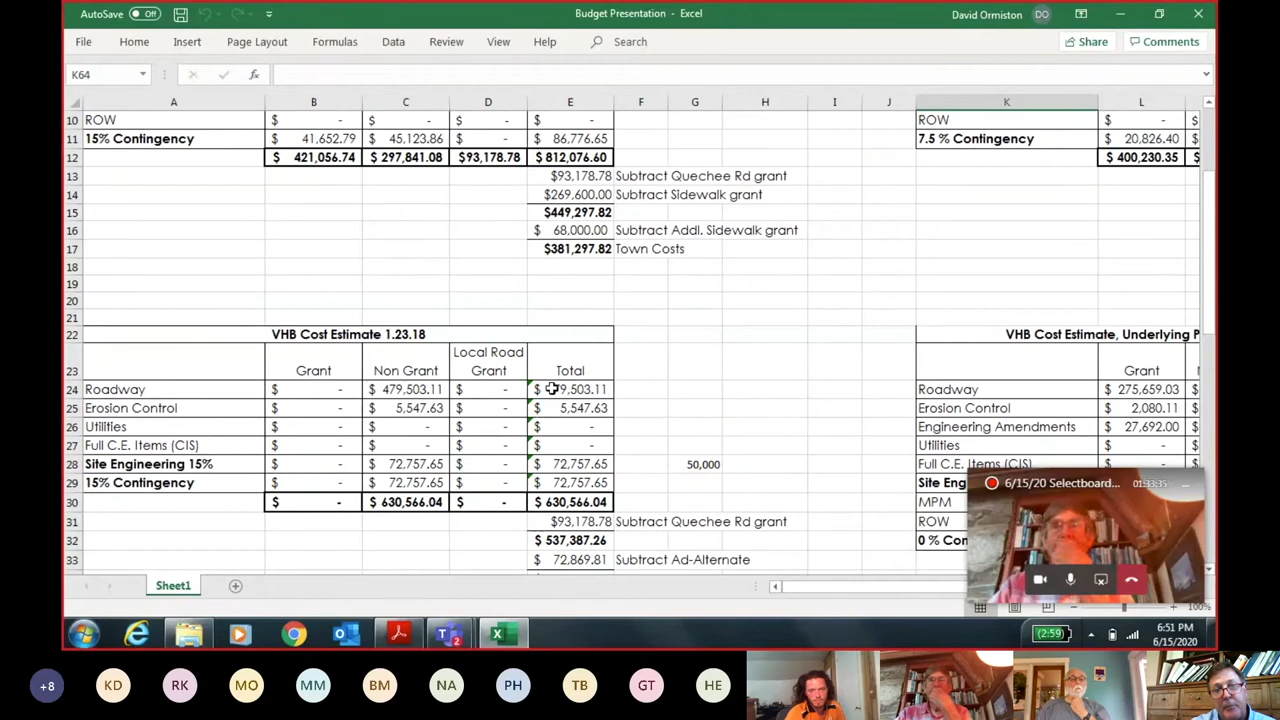 AutoSave Off
Budget Presentation - Excel
David Ormiston DO
File Home Insert Page Layout Formulas Data Review View Help Search Share Comments
K64 fx
A B C D E F G H I J K L
10 ROW $ - $ - $ - $ - ROW $ - $
11 15% Contingency $ 41,652.79 $ 45,123.86 $ - $ 86,776.65 7.5 % Contingency $ 20,826.40 $
12 $ 421,056.74 $ 297,841.08 $93,178.78 $ 812,076.60 $ 400,230.35 $
13 $93,178.78 Subtract Quechee Rd grant
14 $269,600.00 Subtract Sidewalk grant
15 $449,297.82
16 $ 68,000.00 Subtract Addl. Sidewalk grant
17 $381,297.82 Town Costs
18
19
20
21
22 VHB Cost Estimate 1.23.18 VHB Cost Estimate, Underlying P
23 Grant Non Grant Local Road Grant Total Grant
24 Roadway $ - $ 479,503.11 $ - $ 79,503.11 Roadway $ 275,659.03 $
25 Erosion Control $ - $ 5,547.63 $ - $ 5,547.63 Erosion Control $ 2,080.11 $
26 Utilities $ - $ - $ - $ - Engineering Amendments $ 27,692.00 $
27 Full C.E. Items (CIS) $ - $ - $ - $ - Utilities $ - $
28 Site Engineering 15% $ - $ 72,757.65 $ - $ 72,757.65 50,000 Full C.E. Items (CIS)
29 15% Contingency $ - $ 72,757.65 $ - $ 72,757.65 Site Eng
30 $ - $ 630,566.04 $ 630,566.04 MPM
31 $93,178.78 Subtract Quechee Rd grant ROW
32 $ 537,387.26 0 % Con
33 $ 72,869.81 Subtract Ad-Alternate
6/15/20 Selectboard... 01:33:35
Sheet1
100%
2
(2:59)
6:51 PM
6/15/2020
+8 KD RK MO MM BM NA PH TB GT HE